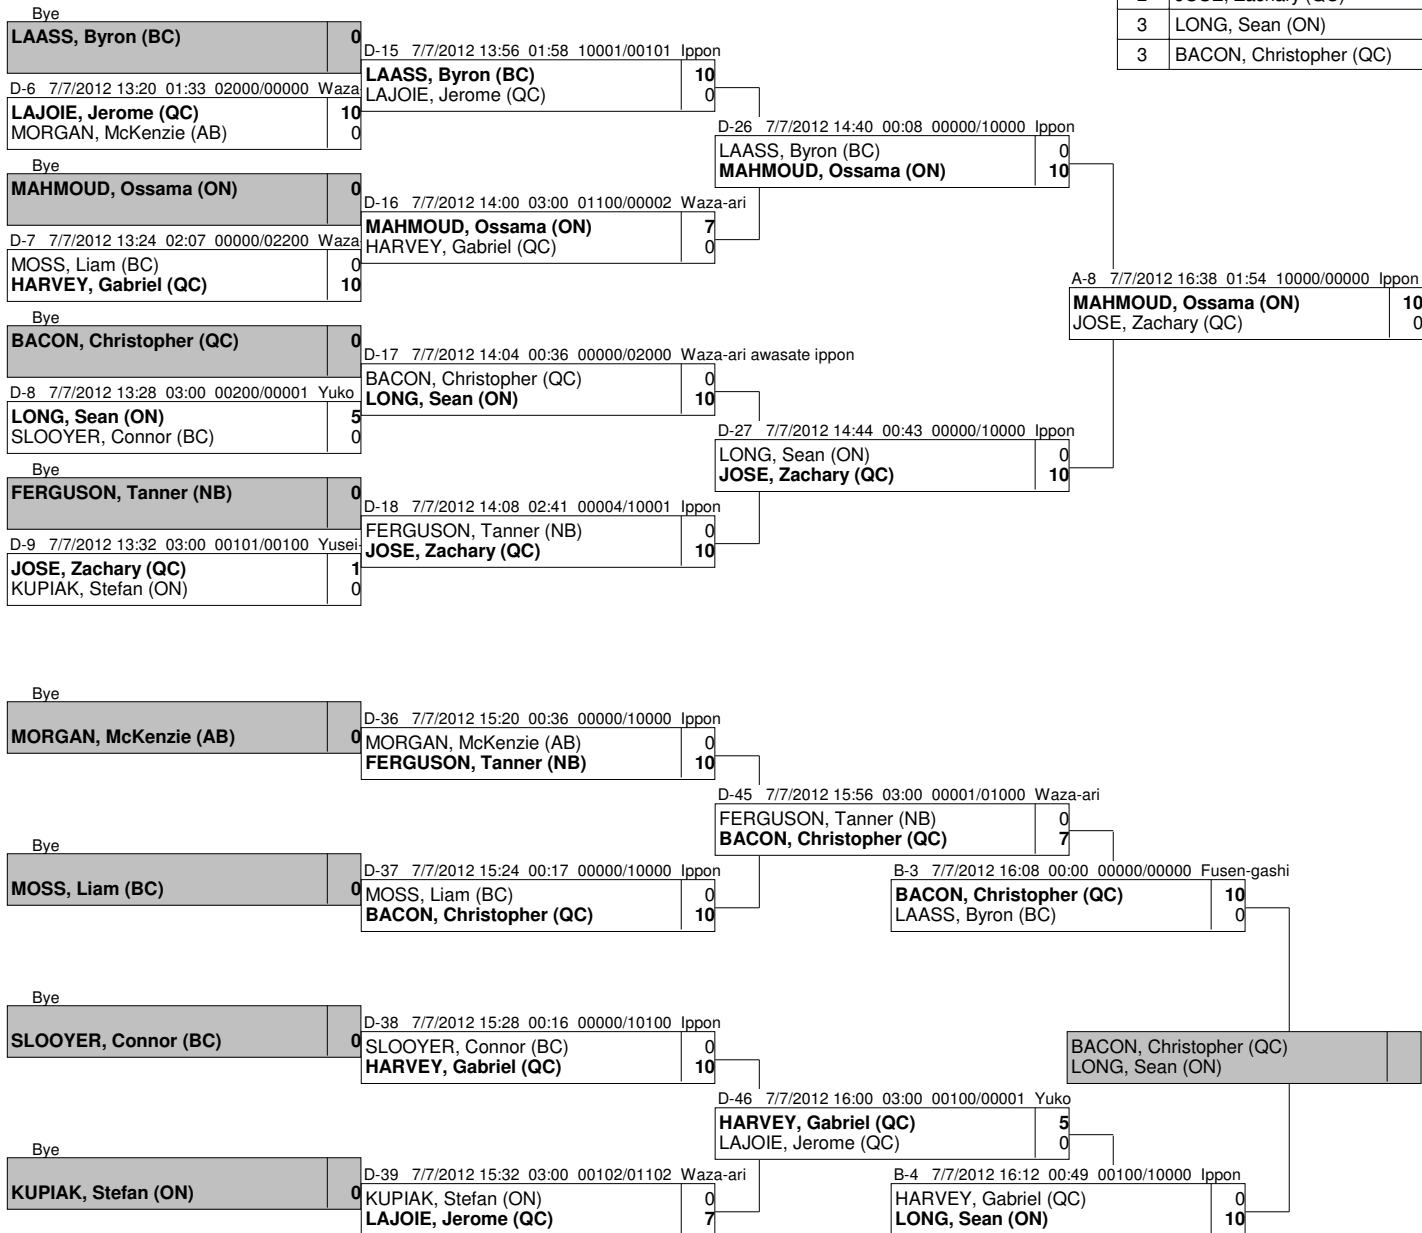 2 JOSE, Zachary (QC)
3 LONG, Sean (ON)
3 BACON, Christopher (QC)
Bye
LAASS, Byron (BC) 0
D-6 7/7/2012 13:20 01:33 02000/00000 Waza-
LAJOIE, Jerome (QC) 10
MORGAN, McKenzie (AB) 0
Bye
MAHMOUD, Ossama (ON) 0
D-7 7/7/2012 13:24 02:07 00000/02200 Waza-
MOSS, Liam (BC) 0
HARVEY, Gabriel (QC) 10
Bye
BACON, Christopher (QC) 0
D-8 7/7/2012 13:28 03:00 00200/00001 Yuko
LONG, Sean (ON) 5
SLOOYER, Connor (BC) 0
Bye
FERGUSON, Tanner (NB) 0
D-9 7/7/2012 13:32 03:00 00101/00100 Yusei-
JOSE, Zachary (QC) 1
KUPIAK, Stefan (ON) 0
D-15 7/7/2012 13:56 01:58 10001/00101 Ippon
LAASS, Byron (BC) 10
LAJOIE, Jerome (QC) 0
D-16 7/7/2012 14:00 03:00 01100/00002 Waza-ari
MAHMOUD, Ossama (ON) 7
HARVEY, Gabriel (QC) 0
D-17 7/7/2012 14:04 00:36 00000/02000 Waza-ari awasate ippon
BACON, Christopher (QC) 0
LONG, Sean (ON) 10
D-18 7/7/2012 14:08 02:41 00004/10001 Ippon
FERGUSON, Tanner (NB) 0
JOSE, Zachary (QC) 10
D-26 7/7/2012 14:40 00:08 00000/10000 Ippon
LAASS, Byron (BC) 0
MAHMOUD, Ossama (ON) 10
D-27 7/7/2012 14:44 00:43 00000/10000 Ippon
LONG, Sean (ON) 0
JOSE, Zachary (QC) 10
A-8 7/7/2012 16:38 01:54 10000/00000 Ippon
MAHMOUD, Ossama (ON) 10
JOSE, Zachary (QC) 0
Bye
MORGAN, McKenzie (AB) 0
Bye
MOSS, Liam (BC) 0
Bye
SLOOYER, Connor (BC) 0
Bye
KUPIAK, Stefan (ON) 0
D-36 7/7/2012 15:20 00:36 00000/10000 Ippon
MORGAN, McKenzie (AB) 0
FERGUSON, Tanner (NB) 10
D-37 7/7/2012 15:24 00:17 00000/10000 Ippon
MOSS, Liam (BC) 0
BACON, Christopher (QC) 10
D-38 7/7/2012 15:28 00:16 00000/10100 Ippon
SLOOYER, Connor (BC) 0
HARVEY, Gabriel (QC) 10
D-39 7/7/2012 15:32 03:00 00102/01102 Waza-ari
KUPIAK, Stefan (ON) 0
LAJOIE, Jerome (QC) 7
D-45 7/7/2012 15:56 03:00 00001/01000 Waza-ari
FERGUSON, Tanner (NB) 0
BACON, Christopher (QC) 7
D-46 7/7/2012 16:00 03:00 00100/00001 Yuko
HARVEY, Gabriel (QC) 5
LAJOIE, Jerome (QC) 0
B-3 7/7/2012 16:08 00:00 00000/00000 Fusen-gashi
BACON, Christopher (QC) 10
LAASS, Byron (BC) 0
B-4 7/7/2012 16:12 00:49 00100/10000 Ippon
HARVEY, Gabriel (QC) 0
LONG, Sean (ON) 10
BACON, Christopher (QC)
LONG, Sean (ON)